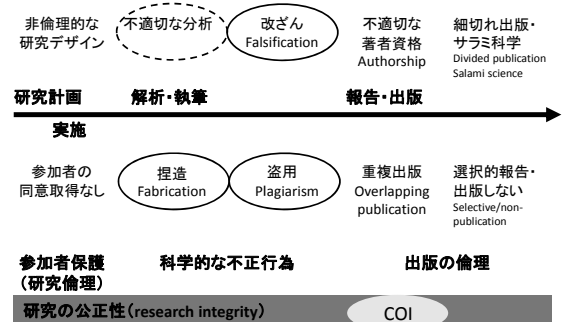 非倫理的な
研究デザイン
不適切な分析
改ざん
Falsification
不適切な
著者資格
Authorship
細切れ出版・
サラミ科学
Divided publication
Salami science
研究計画
解析・執筆
報告・出版
実施
参加者の
同意取得なし
捏造
Fabrication
盗用
Plagiarism
重複出版
Overlapping
publication
選択的報告・
出版しない
Selective/non-
publication
参加者保護
(研究倫理)
科学的な不正行為
出版の倫理
研究の公正性(research integrity)
COI